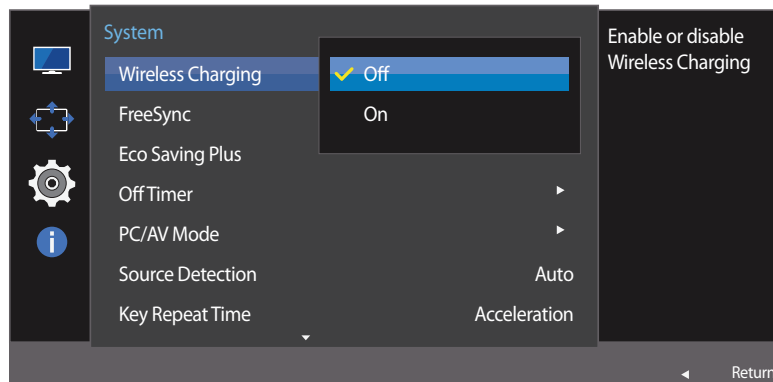 System
Wireless Charging
Off
FreeSync
On
Eco Saving Plus
Off Timer
PC/AV Mode
Source Detection Auto
Key Repeat Time Acceleration
Enable or disable
Wireless Charging
Return